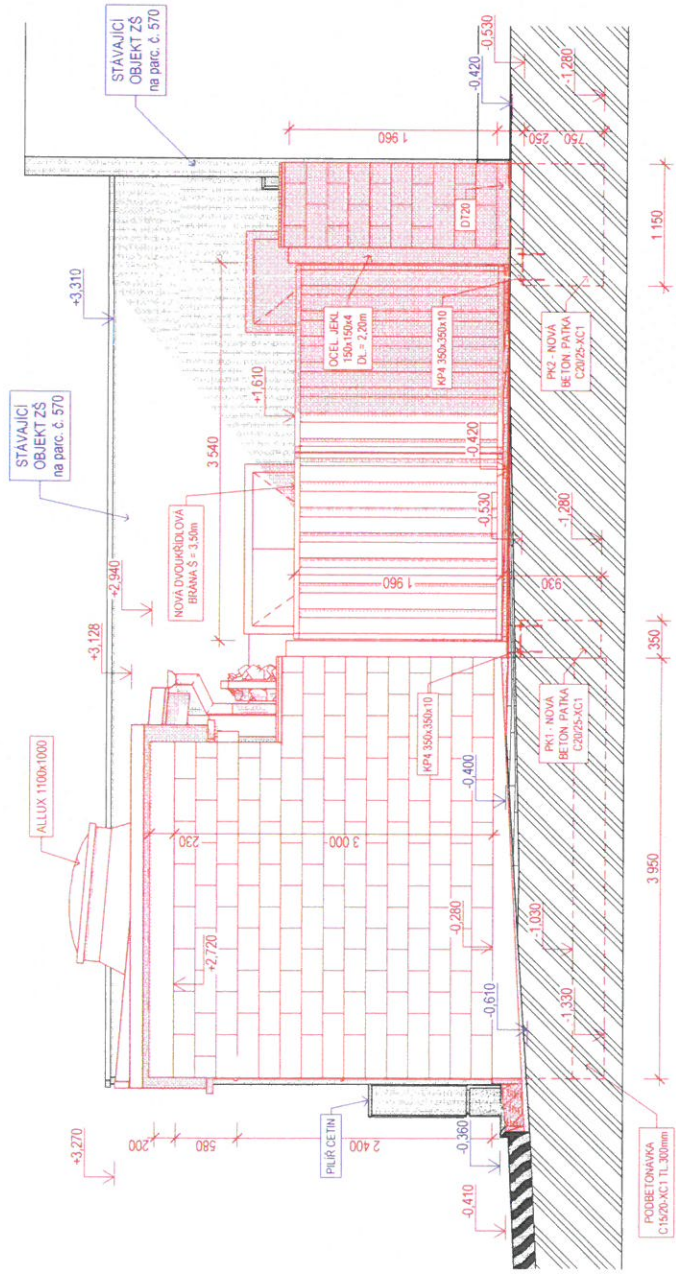 STÁVAJÍCÍ
OBJEKT ZŠ
na parc. č. 570
STÁVAJÍCÍ
OBJEKT ZŠ
na parc. č. 570
ALLUX 1100x1000
+3,270
+3,128
+2,940
+3,310
NOVÁ DVOUKŘÍDLOVÁ
BRÁNA Š = 3,50m
3 540
+1,610
OCEL JEKL
150x150x4
DL. = 2,20m
200
580
2 400
230
3 000
+2,720
1 960
1 960
PILÍŘ CETIN
KP4 350x350x10
KP4 350x350x10
DT20
-0,410
-0,360
-0,610
-0,280
-0,400
-0,530
-0,420
-0,420
-0,530
-1,030
-1,330
-1,280
-1,280
930
250
750
PODBETONÁVKA
C15/20-XC1 TL.300mm
PK1 - NOVÁ
BETON. PATKA
C20/25-XC1
PK2 - NOVÁ
BETON. PATKA
C20/25-XC1
3 950
350
1 150